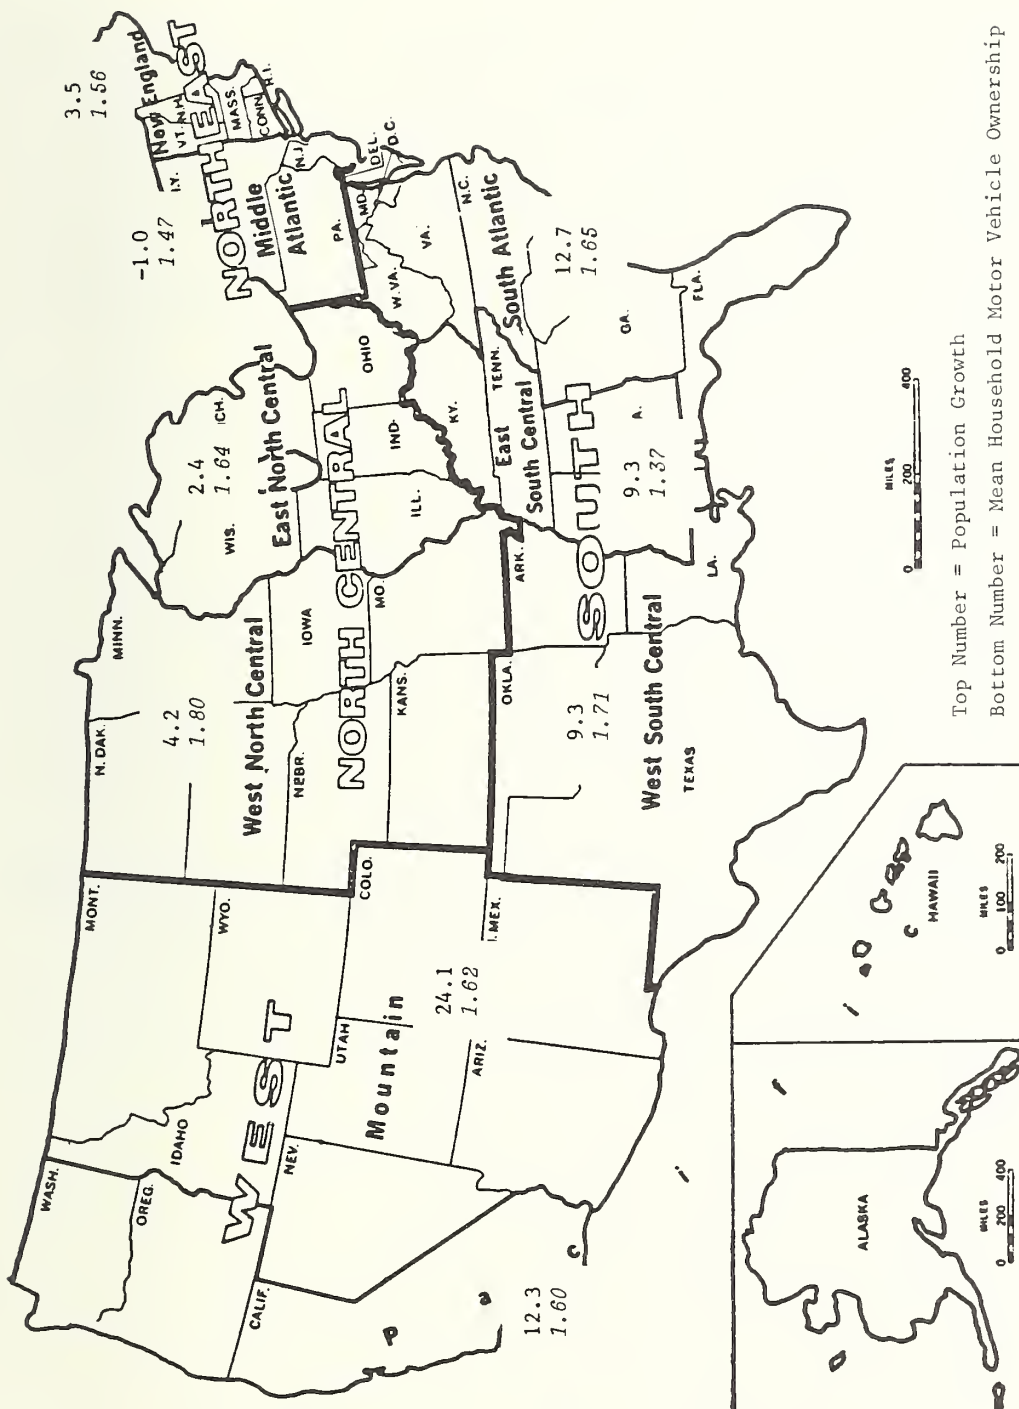 WASH.
MONT.
N. DAK.
MINN.
OREG.
IDAHO
WYO.
4.2
1.80
WIS.
2.4
1.64
CH.
-1.0
1.47
3.5
1.56
New England
VT.
N.H.
MASS.
CONN.
R.I.
NORTHEAST
Middle
Atlantic
N.J.
PA.
WEST
CALIF.
NEV.
UTAH
COLO.
Mountain
24.1
1.62
ARIZ.
West North Central
NEBR.
IOWA
NORTH CENTRAL
KANS.
MO.
East North Central
ILL.
IND.
OHIO
W. VA.
MD.
DEL.
D.C.
VA.
KY.
12.3
1.60
Pac
OKLA.
ARK.
9.3
1.71
West South Central
TEXAS
LA.
SOUTH
East
South Central
TENN.
9.3
1.37
A.
South Atlantic
N.C.
12.7
1.65
GA.
FLA.
ALASKA
MILES
0 200 400
HAWAII
MILES
0 100 200
MILES
0 200 400
Top Number = Population Growth
Bottom Number = Mean Household Motor Vehicle Ownership